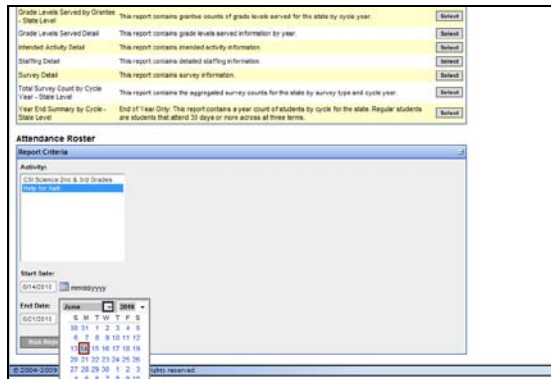 Grade Levels Served by Grantee - State Level This report contains grantee counts of grade levels served for the state by cycle year. Select
Grade Levels Served Detail This report contains grade levels served information by year. Select
Intended Activity Detail This report contains intended activity information. Select
Staffing Detail This report contains detailed staffing information. Select
Survey Detail This report contains survey information. Select
Total Survey Count by Cycle Year - State Level This report contains the aggregated survey counts for the state by survey type and cycle year. Select
Year End Summary by Cycle - State Level End of Year Only: This report contains a year count of students by cycle for the state. Regular students are students that attend 30 days or more across all three terms. Select
Attendance Roster
Report Criteria
Activity:
CSI Science 2nd & 3rd Grades
Start Date:
6/14/2010 mm/dd/yyyy
End Date:
6/21/2010
June 2010
S M T W T F S
30 31 1 2 3 4 5
6 7 8 9 10 11 12
13 14 15 16 17 18 19
20 21 22 23 24 25 26
27 28 29 30 1 2 3
4 5 6 7 8 9 10
Run
© 2004-2009 rights reserved